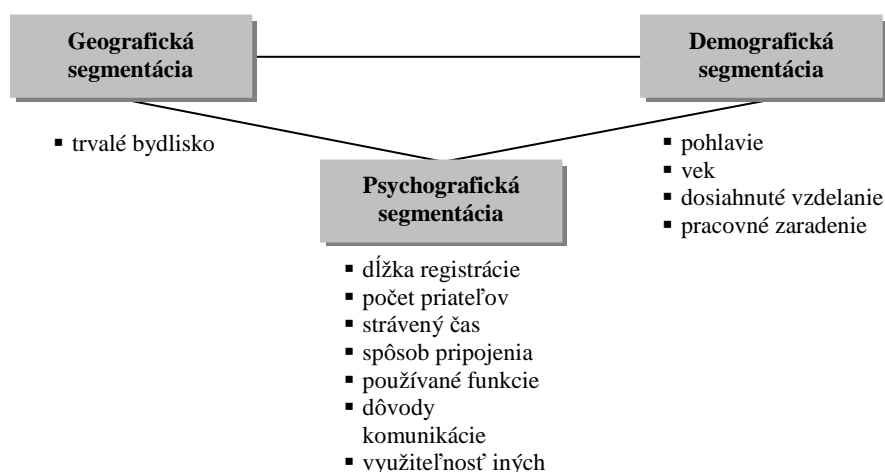 Geografická
segmentácia
▪ trvalé bydlisko
Demografická
segmentácia
▪ pohlavie
▪ vek
▪ dosiahnuté vzdelanie
▪ pracovné zaradenie
Psychografická
segmentácia
▪ dĺžka registrácie
▪ počet priateľov
▪ strávený čas
▪ spôsob pripojenia
▪ používané funkcie
▪ dôvody
komunikácie
▪ využiteľnosť iných